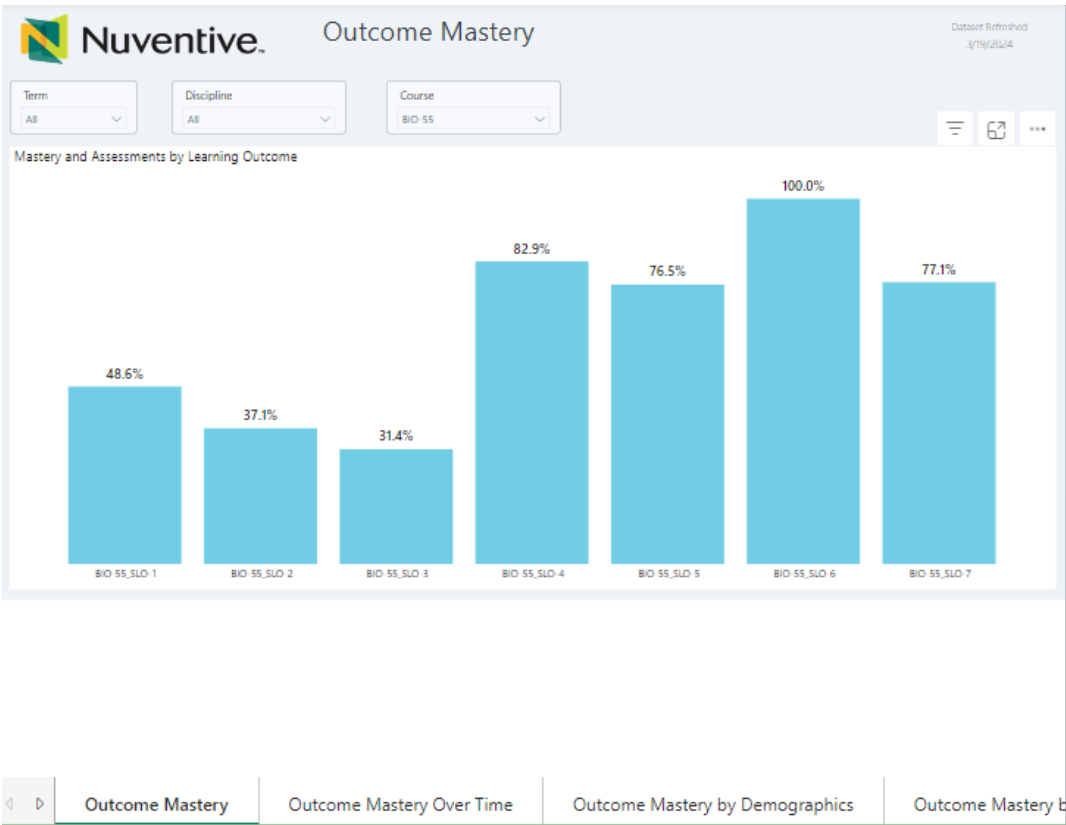 Nuventive™
Outcome Mastery
Dataset Refreshed
3/19/2024
Term
All
Discipline
All
Course
BIO-55
Mastery and Assessments by Learning Outcome
48.6%
37.1%
31.4%
82.9%
76.5%
100.0%
77.1%
BIO-55_SLO-1
BIO-55_SLO-2
BIO-55_SLO-3
BIO-55_SLO-4
BIO-55_SLO-5
BIO-55_SLO-6
BIO-55_SLO-7
Outcome Mastery
Outcome Mastery Over Time
Outcome Mastery by Demographics
Outcome Mastery b